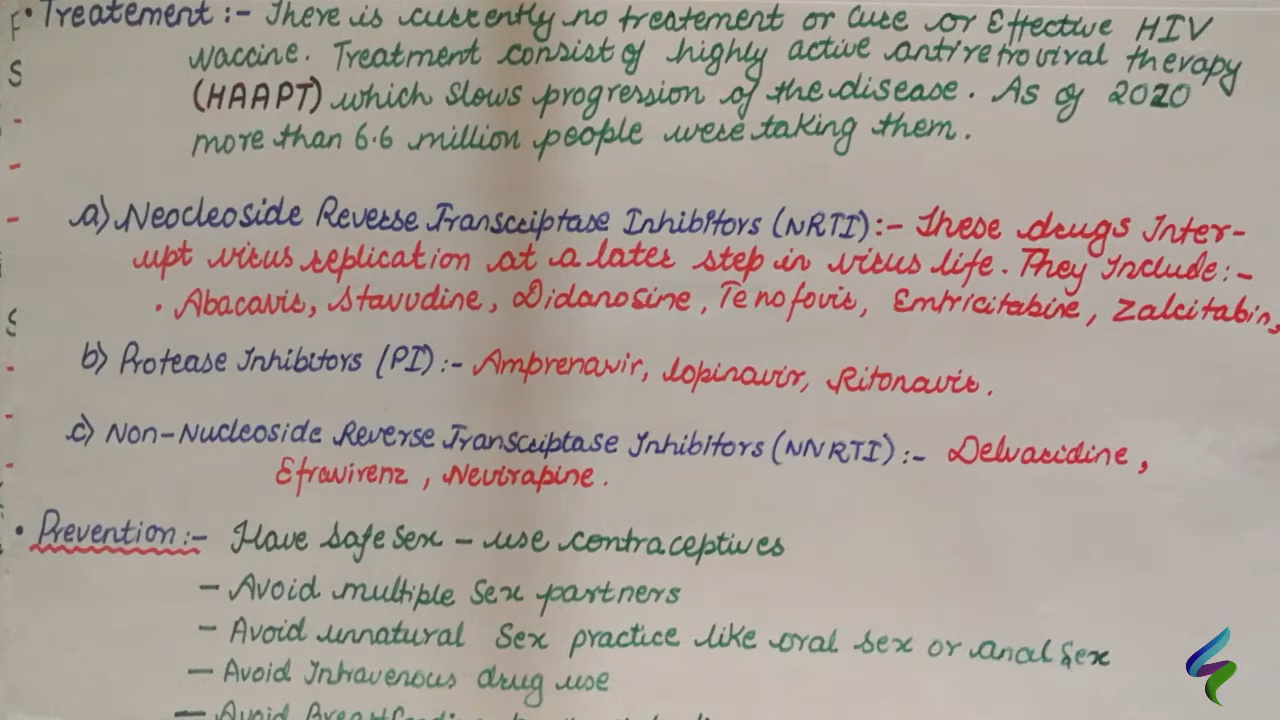 • Treatement :- There is currently no treatement or cure or Effective HIV
vaccine. Treatment consist of highly active antiretroviral therapy
(HAAPT) which slows progression of the disease. As of 2020
more than 6.6 million people were taking them.
a) Neocleoside Reverse Transcriptase Inhibitors (NRTI):- These drugs Inter-
upt virus replication at a later step in virus life. They include:-
• Abacavir, Stavudine, Didanosine, Tenofovir, Emtricitabine, Zalcitabin,
b) Protease Inhibitors (PI):- Amprenavir, lopinavir, Ritonavir.
c) Non-Nucleoside Reverse Transcriptase Inhibitors (NNRTI):- Delvaridine,
Efravirenz, Nevirapine.
• Prevention:- Have safe sex - use contraceptives
- Avoid multiple sex partners
- Avoid unnatural sex practice like oral sex or anal sex
- Avoid Intravenous drug use
- Avoid